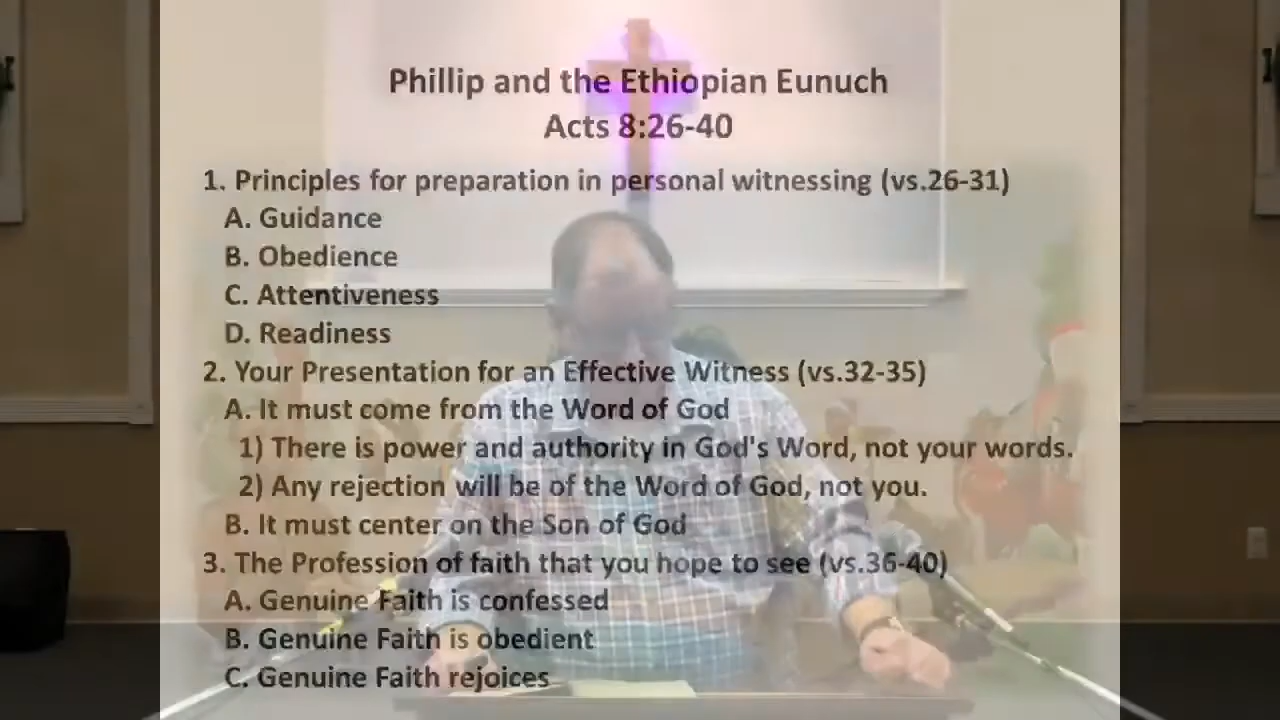 Phillip and the Ethiopian Eunuch
Acts 8:26-40
1. Principles for preparation in personal witnessing (vs.26-31)
A. Guidance
B. Obedience
C. Attentiveness
D. Readiness
2. Your Presentation for an Effective Witness (vs.32-35)
A. It must come from the Word of God
1) There is power and authority in God's Word, not your words.
2) Any rejection will be of the Word of God, not you.
B. It must center on the Son of God
3. The Profession of faith that you hope to see (vs.36-40)
A. Genuine Faith is confessed
B. Genuine Faith is obedient
C. Genuine Faith rejoices